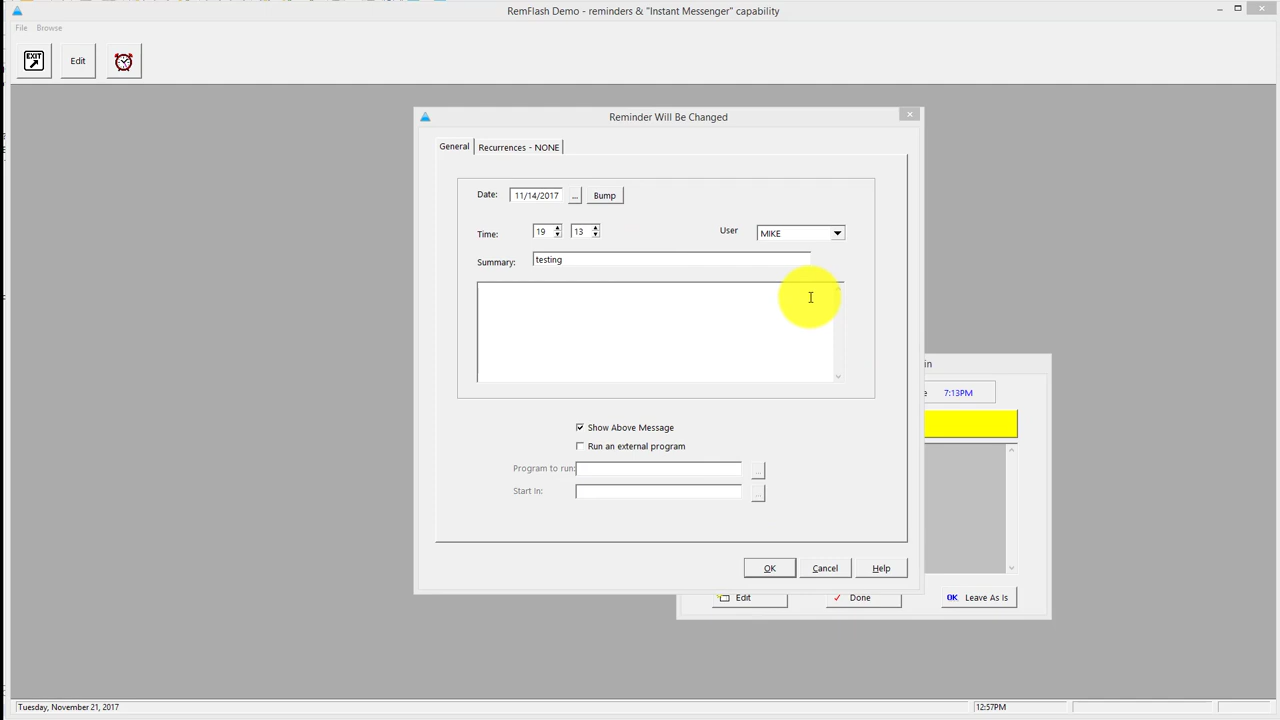 RemFlash Demo - reminders & "Instant Messenger" capability
File Browse
EXIT Edit
Reminder Will Be Changed
General Recurrences - NONE
Date: 11/14/2017 ... Bump
Time: 19 13 User MIKE
Summary: testing
in
e 7:13PM
Show Above Message
Run an external program
Program to run: ...
Start in: ...
OK Cancel Help
Edit Done OK Leave As Is
Tuesday, November 21, 2017 12:57PM